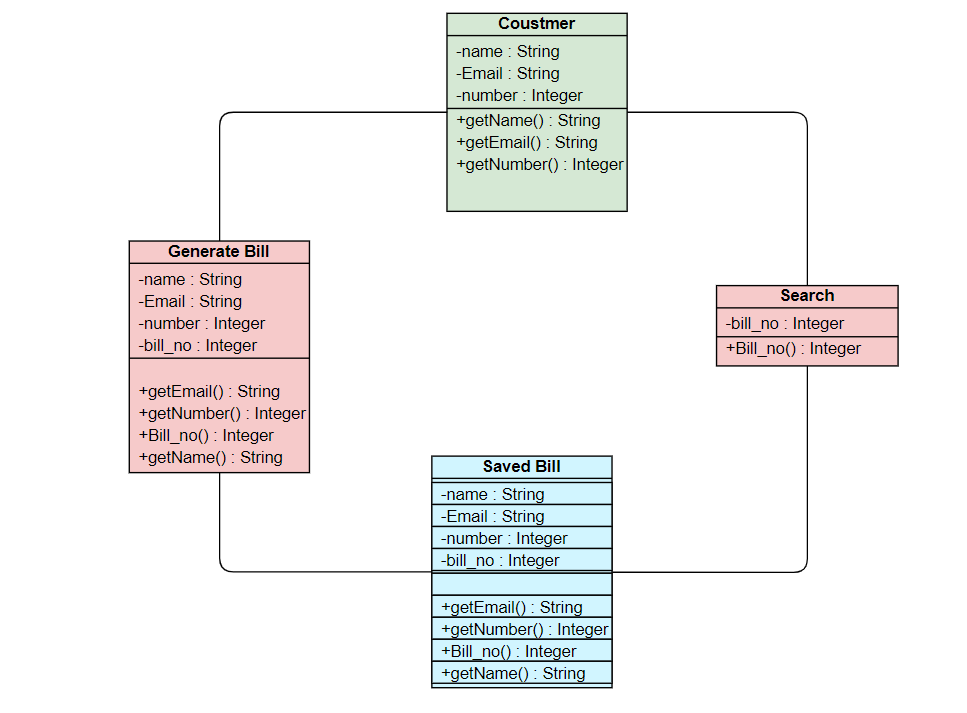 Coustmer
-name : String
-Email : String
-number : Integer
+getName() : String
+getEmail() : String
+getNumber() : Integer
Generate Bill
-name : String
-Email : String
-number : Integer
-bill_no : Integer
+getEmail() : String
+getNumber() : Integer
+Bill_no() : Integer
+getName() : String
Search
-bill_no : Integer
+Bill_no() : Integer
Saved Bill
-name : String
-Email : String
-number : Integer
-bill_no : Integer
+getEmail() : String
+getNumber() : Integer
+Bill_no() : Integer
+getName() : String